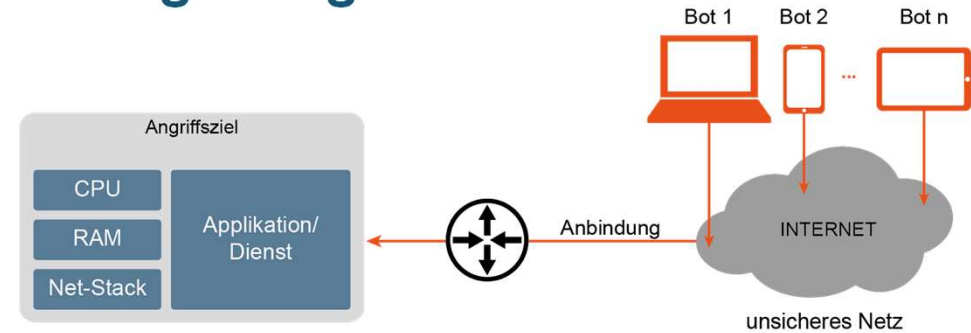 Bot 1
Bot 2
Bot n
...
Angriffsziel
CPU
RAM
Net-Stack
Applikation/
Dienst
Anbindung
INTERNET
unsicheres Netz